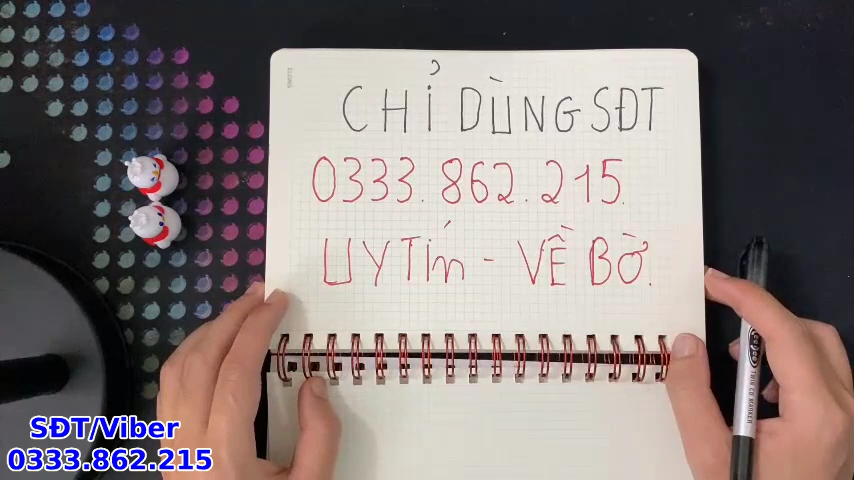 CHỈ DÙNG SĐT
0333.862.215.
UY Tín - VỀ BỜ.
SĐT/Viber
0333.862.215